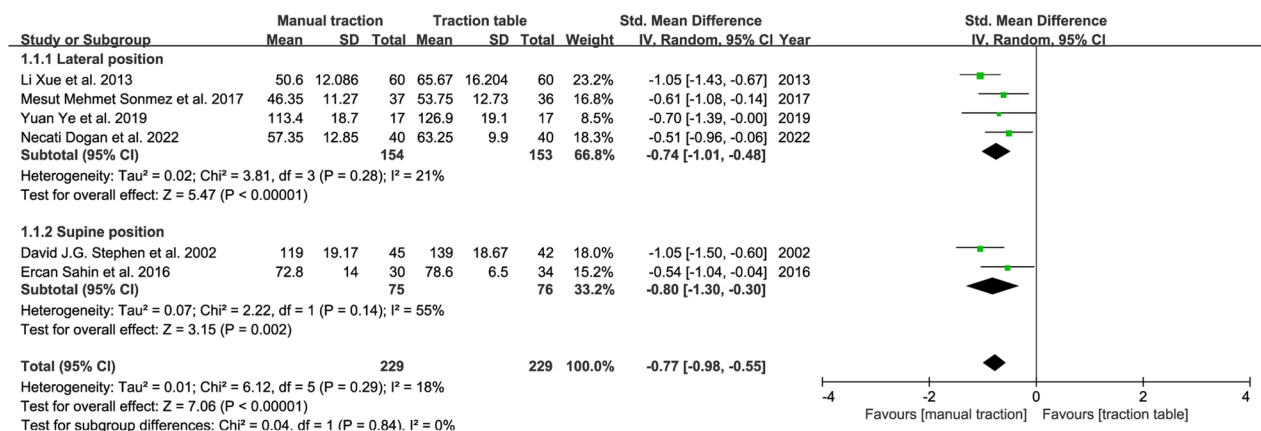 Manual traction Traction table Std. Mean Difference Std. Mean Difference
Study or Subgroup Mean SD Total Mean SD Total Weight IV, Random, 95% CI Year IV, Random, 95% CI
1.1.1 Lateral position
Li Xue et al. 2013 50.6 12.086 60 65.67 16.204 60 23.2% -1.05 [-1.43, -0.67] 2013
Mesut Mehmet Sonmez et al. 2017 46.35 11.27 37 53.75 12.73 36 16.8% -0.61 [-1.08, -0.14] 2017
Yuan Ye et al. 2019 113.4 18.7 17 126.9 19.1 17 8.5% -0.70 [-1.39, -0.00] 2019
Necati Dogan et al. 2022 57.35 12.85 40 63.25 9.9 40 18.3% -0.51 [-0.96, -0.06] 2022
Subtotal (95% CI) 154 153 66.8% -0.74 [-1.01, -0.48]
Heterogeneity: Tau² = 0.02; Chi² = 3.81, df = 3 (P = 0.28); I² = 21%
Test for overall effect: Z = 5.47 (P < 0.00001)
1.1.2 Supine position
David J.G. Stephen et al. 2002 119 19.17 45 139 18.67 42 18.0% -1.05 [-1.50, -0.60] 2002
Ercan Sahin et al. 2016 72.8 14 30 78.6 6.5 34 15.2% -0.54 [-1.04, -0.04] 2016
Subtotal (95% CI) 75 76 33.2% -0.80 [-1.30, -0.30]
Heterogeneity: Tau² = 0.07; Chi² = 2.22, df = 1 (P = 0.14); I² = 55%
Test for overall effect: Z = 3.15 (P = 0.002)
Total (95% CI) 229 229 100.0% -0.77 [-0.98, -0.55]
Heterogeneity: Tau² = 0.01; Chi² = 6.12, df = 5 (P = 0.29); I² = 18%
Test for overall effect: Z = 7.06 (P < 0.00001)
Test for subgroup differences: Chi² = 0.04, df = 1 (P = 0.84), I² = 0%
-4 -2 0 2 4
Favours [manual traction] Favours [traction table]